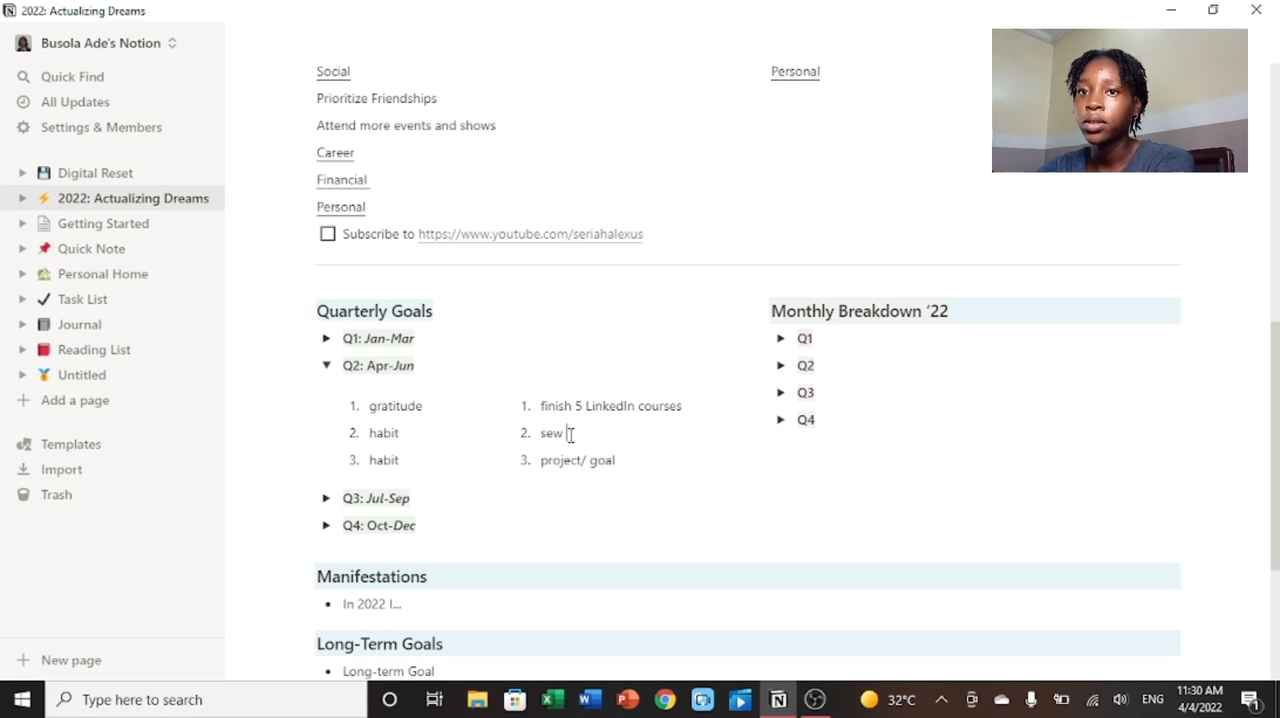 2022: Actualizing Dreams
Busola Ade's Notion
Quick Find
All Updates
Settings & Members
Digital Reset
2022: Actualizing Dreams
Getting Started
Quick Note
Personal Home
Task List
Journal
Reading List
Untitled
Add a page
Templates
Import
Trash
New page
Social
Prioritize Friendships
Attend more events and shows
Career
Financial
Personal
Subscribe to https://www.youtube.com/seriahalexus
Personal
Quarterly Goals
Q1: Jan-Mar
Q2: Apr-Jun
1. gratitude
2. habit
3. habit
1. finish 5 LinkedIn courses
2. sew
3. project/ goal
Q3: Jul-Sep
Q4: Oct-Dec
Monthly Breakdown ‘22
Q1
Q2
Q3
Q4
Manifestations
• In 2022 I...
Long-Term Goals
• Long-term Goal
Type here to search
32°C
ENG
11:30 AM
4/4/2022
1